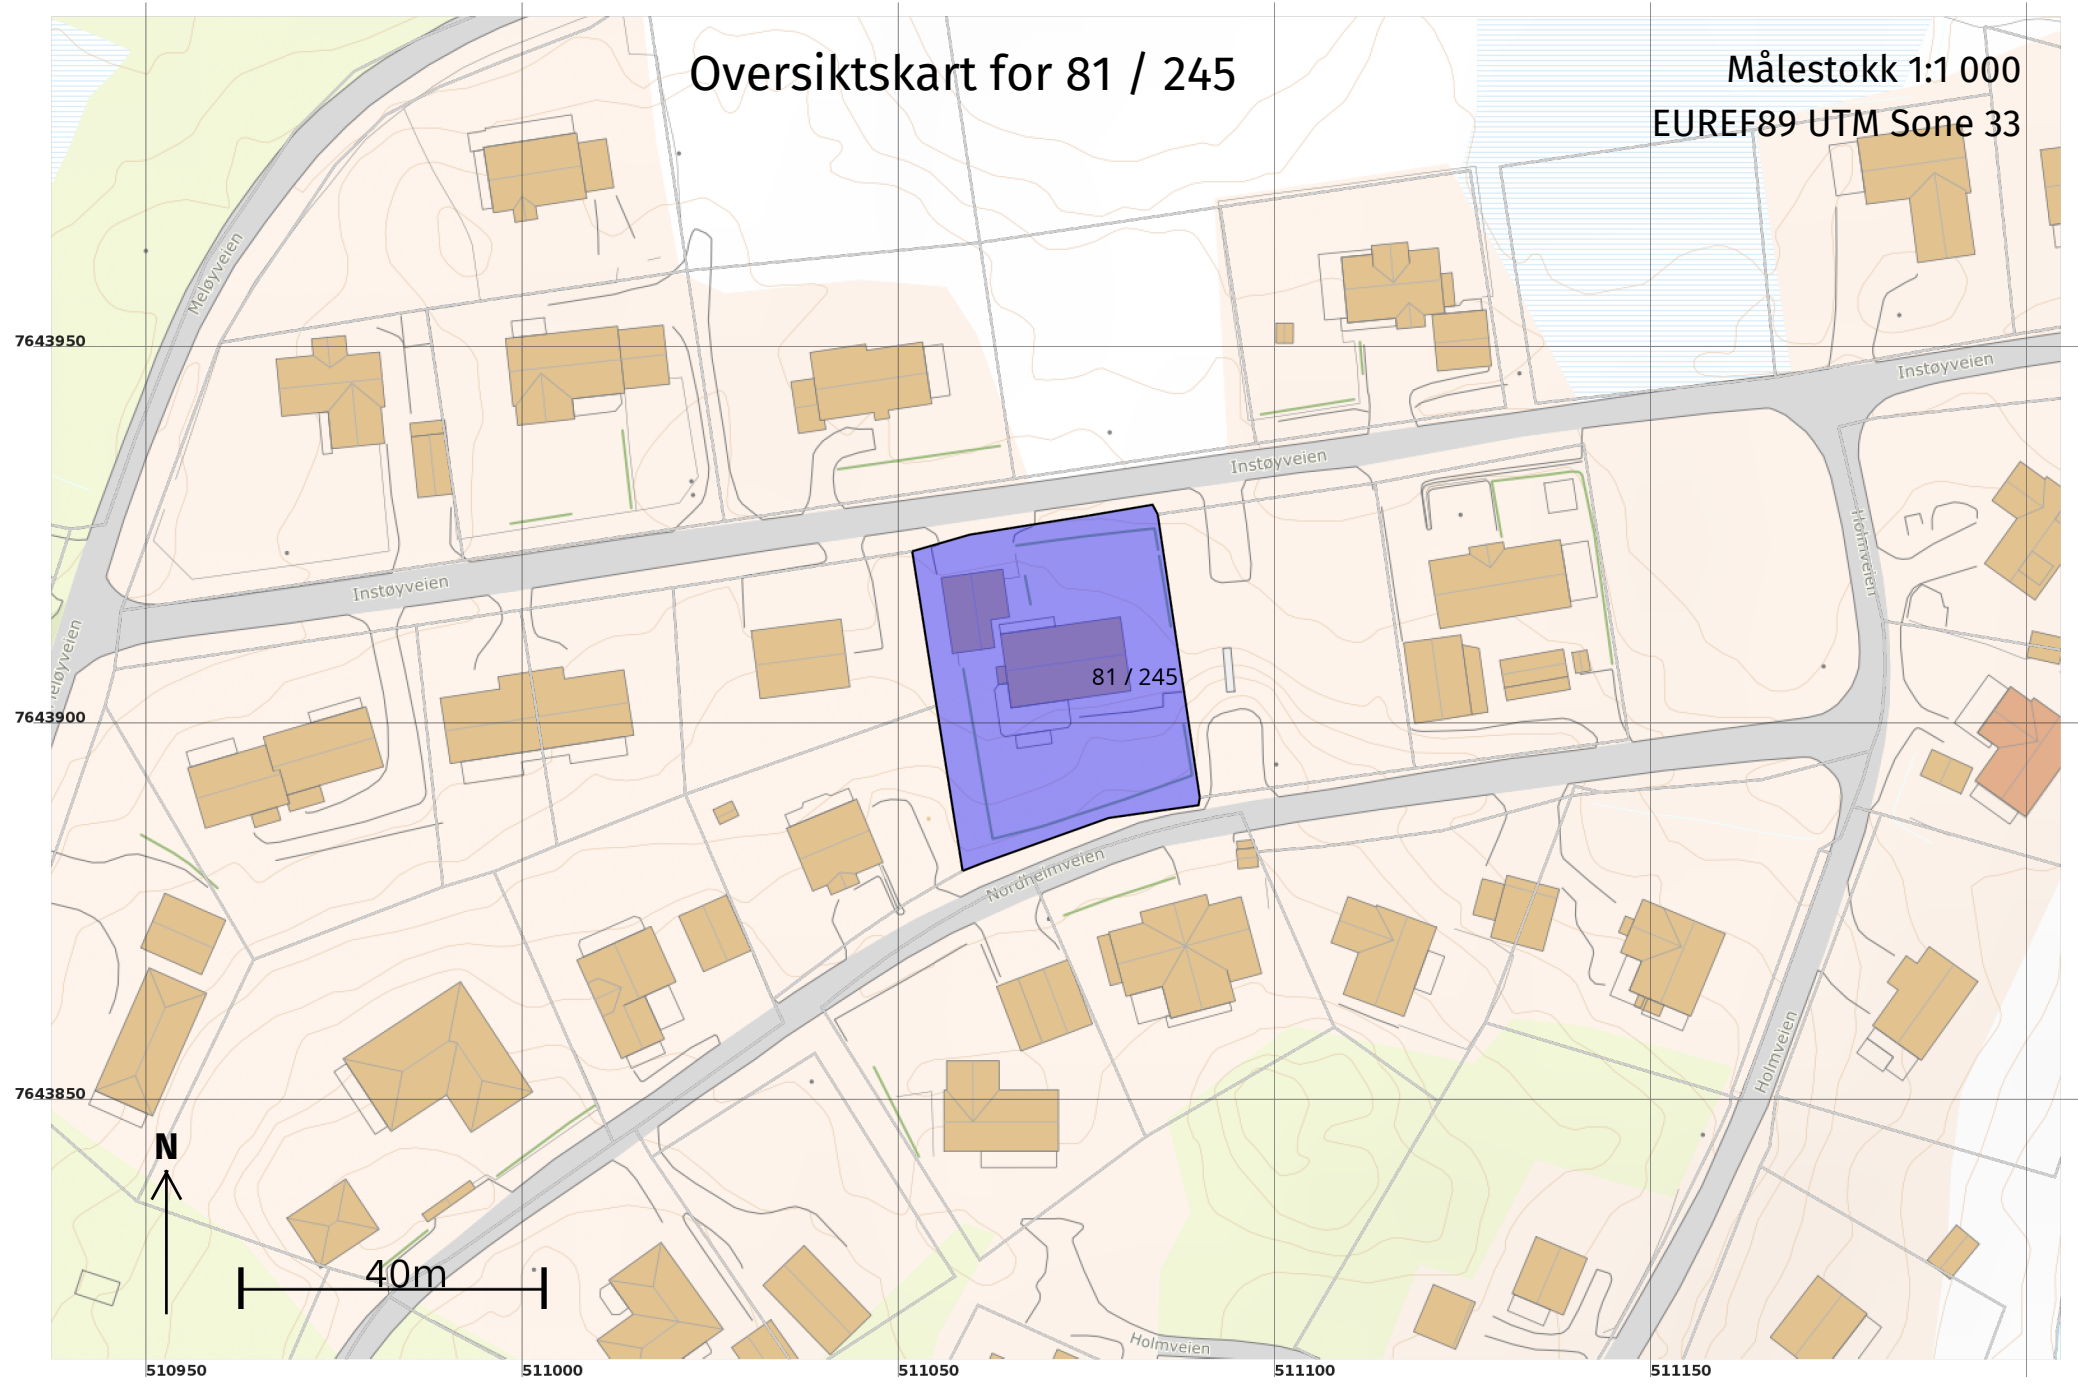 Oversiktskart for 81 / 245
Målestokk 1:1 000
EUREF89 UTM Sone 33
Meløyveien
7643950
Instøyveien
Instøyveien
Holmveien
Instøyveien
81 / 245
7643900
Nordheimveien
Holmveien
7643850
N
40m
Holmveien
510950
511000
511050
511100
511150